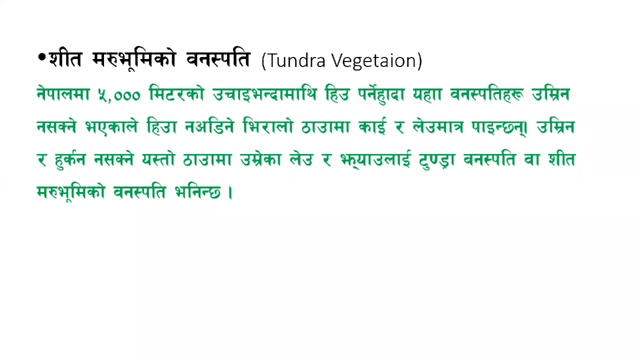 •शीत मरुभूमिको वनस्पति (Tundra Vegetaion)
नेपालमा ५,००० मिटरको उचाइभन्दामाथि हिउ पर्नेहुादा यहाा वनस्पतिहरू उम्रिन
नसक्ने भएकाले हिउा नअडिने भिरालो ठाउामा काई र लेउमात्र पाइन्छन्। उम्रिन
र हुर्कन नसक्ने यस्तो ठाउामा उम्रेका लेउ र झ्याउलाई टुण्ड्रा वनस्पति वा शीत
मरुभूमिको वनस्पति भनिन्छ ।